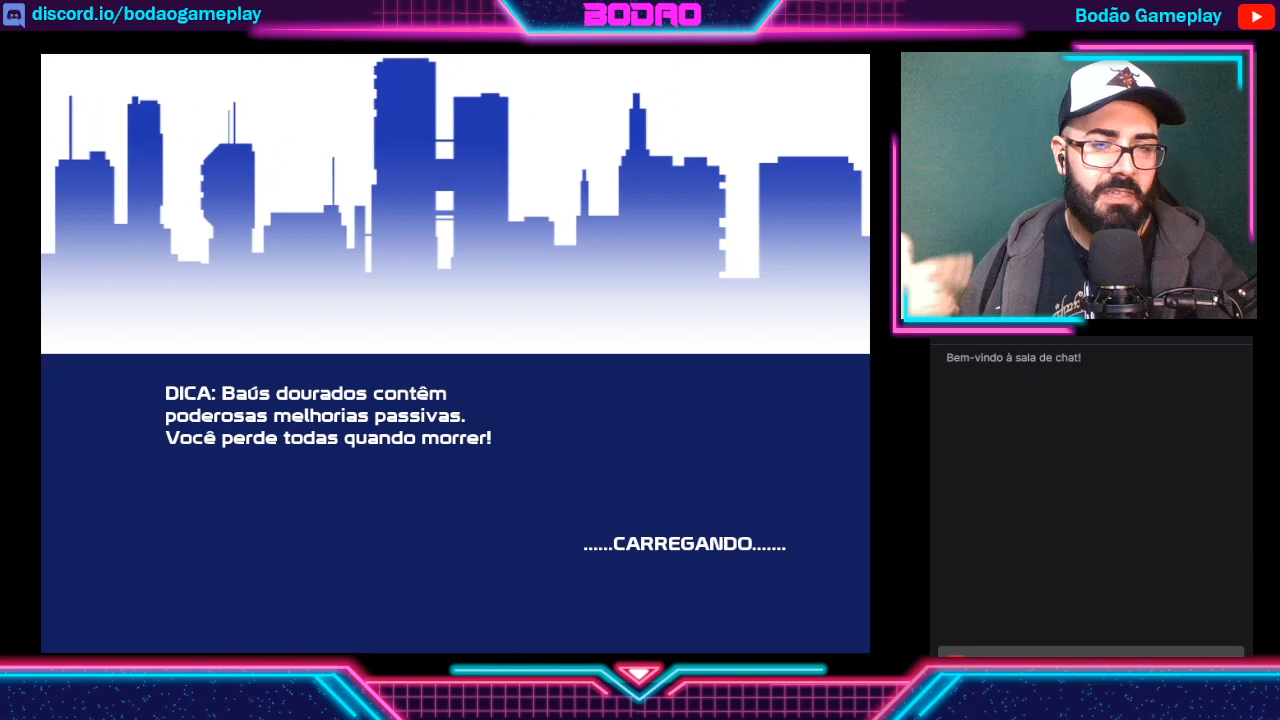 discord.io/bodaogameplay
BODAO
Bodão Gameplay
DICA: Baús dourados contêm
poderosas melhorias passivas.
Você perde todas quando morrer!
......CARREGANDO.......
Bem-vindo à sala de chat!